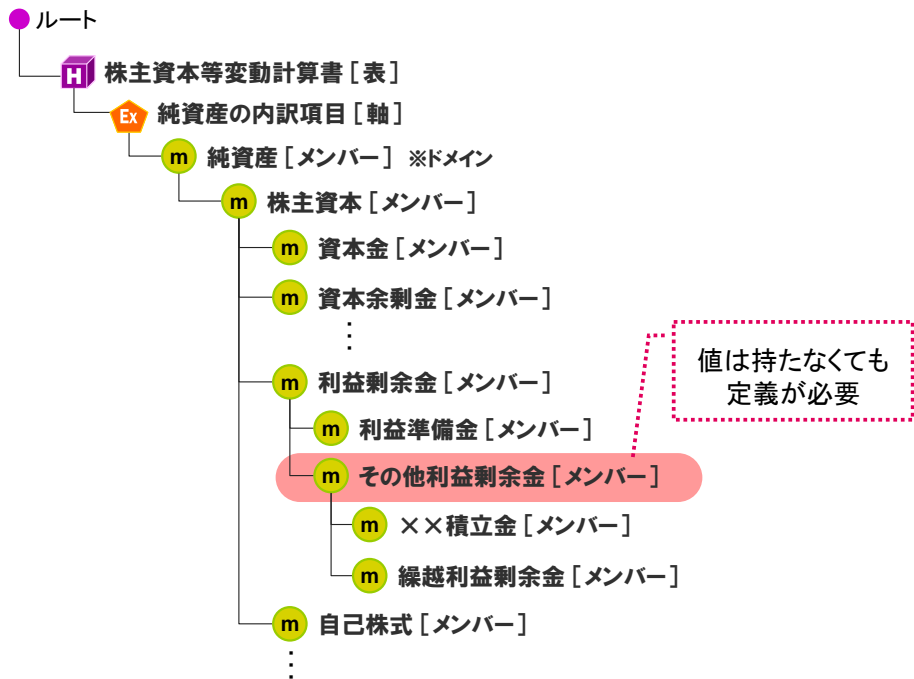 ルート
H 株主資本等変動計算書［表］
Ex 純資産の内訳項目［軸］
m 純資産［メンバー］ ※ドメイン
m 株主資本［メンバー］
m 資本金［メンバー］
m 資本余剰金［メンバー］
⋮
値は持たなくても
定義が必要
m 利益剰余金［メンバー］
m 利益準備金［メンバー］
m その他利益剰余金［メンバー］
m ××積立金［メンバー］
m 繰越利益剰余金［メンバー］
m 自己株式［メンバー］
⋮